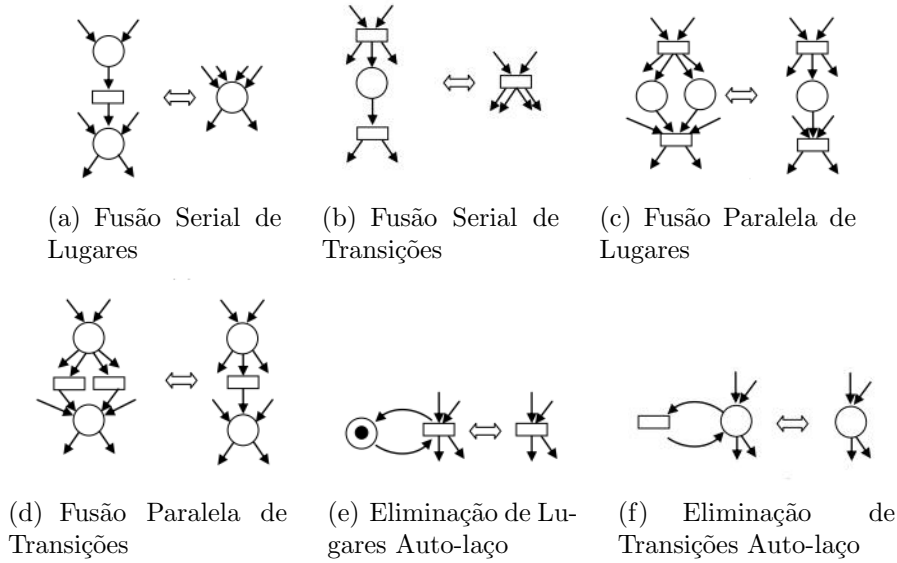 (a) Fusão Serial de
Lugares
(b) Fusão Serial de
Transições
(c) Fusão Paralela de
Lugares
(d) Fusão Paralela de
Transições
(e) Eliminação de Lu-
gares Auto-laço
(f) Eliminação de
Transições Auto-laço